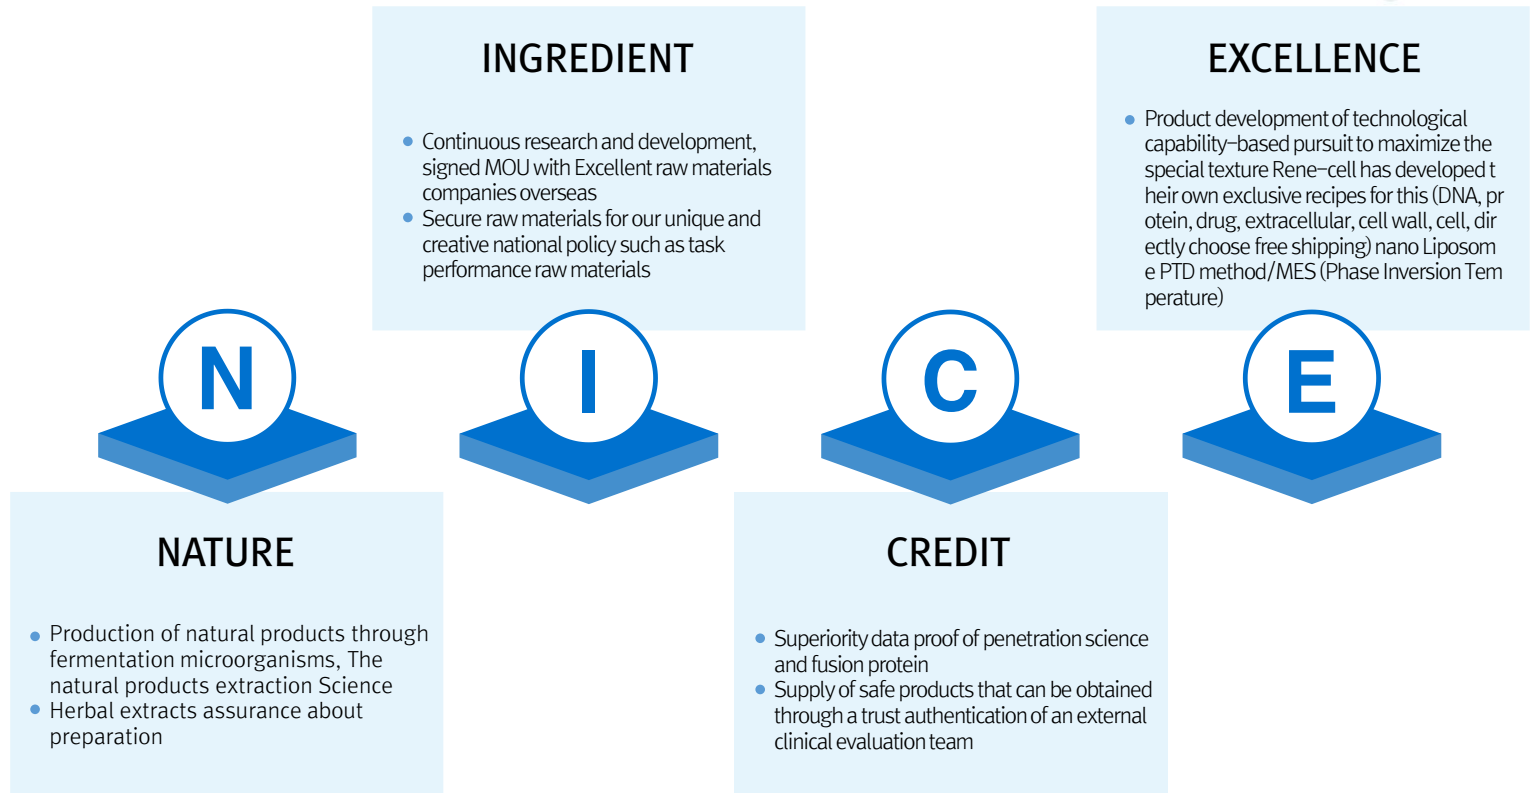 INGREDIENT
Continuous research and development,
signed MOU with Excellent raw materials
companies overseas
Secure raw materials for our unique and
creative national policy such as task
performance raw materials
EXCELLENCE
Product development of technological
capability-based pursuit to maximize the
special texture Rene-cell has developed t
heir own exclusive recipes for this (DNA, pr
otein, drug, extracellular, cell wall, cell, dir
ectly choose free shipping) nano Liposom
e PTD method/MES (Phase Inversion Tem
perature)
N
I
C
E
NATURE
Production of natural products through
fermentation microorganisms, The
natural products extraction Science
Herbal extracts assurance about
preparation
CREDIT
Superiority data proof of penetration science
and fusion protein
Supply of safe products that can be obtained
through a trust authentication of an external
clinical evaluation team